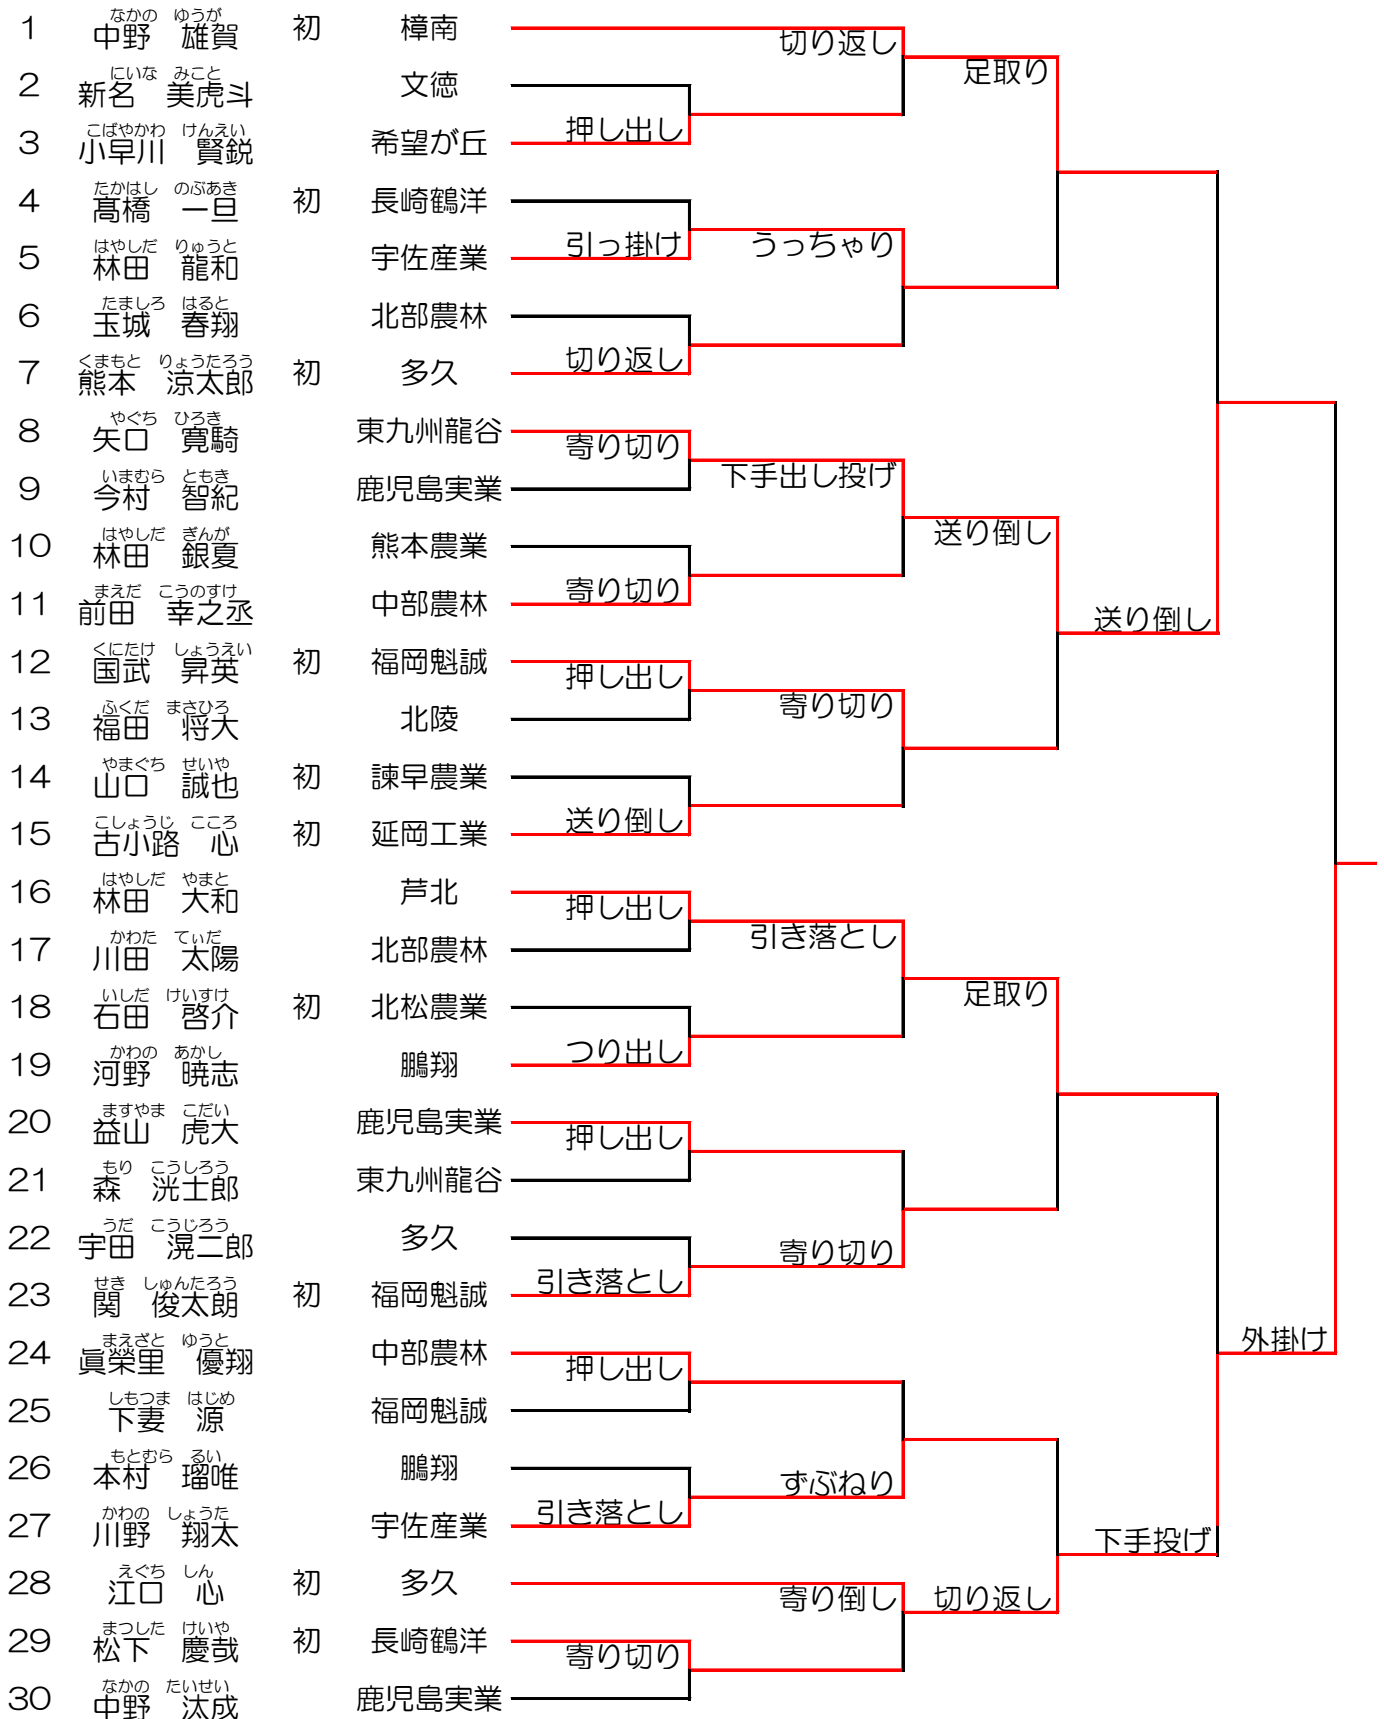 なかの ゆうが
1 中野 雄賀 初 樟南
切り返し
足取り
にいな みこと
2 新名 美虎斗 文徳
押し出し
こばやかわ けんえい
3 小早川 賢鋭 希望が丘
たかはし のぶあき
4 髙橋 一旦 初 長崎鶴洋
引っ掛け
うっちゃり
はやしだ りゅうと
5 林田 龍和 宇佐産業
たましろ はると
6 玉城 春翔 北部農林
切り返し
くまもと りょうたろう
7 熊本 涼太郎 初 多久
やぐち ひろき
8 矢口 寛騎 東九州龍谷
寄り切り
下手出し投げ
いまむら ともき
9 今村 智紀 鹿児島実業
送り倒し
はやしだ ぎんが
10 林田 銀夏 熊本農業
寄り切り
まえだ こうのすけ
11 前田 幸之丞 中部農林
送り倒し
くにたけ しょうえい
12 国武 昇英 初 福岡魁誠
押し出し
寄り切り
ふくだ まさひろ
13 福田 将大 北陵
やまぐち せいや
14 山口 誠也 初 諫早農業
送り倒し
こしょうじ こころ
15 古小路 心 初 延岡工業
はやしだ やまと
16 林田 大和 芦北
押し出し
引き落とし
かわた てぃだ
17 川田 太陽 北部農林
足取り
いしだ けいすけ
18 石田 啓介 初 北松農業
つり出し
かわの あかし
19 河野 暁志 鵬翔
ますやま こだい
20 益山 虎大 鹿児島実業
押し出し
もり こうしろう
21 森 洸士郎 東九州龍谷
うだ こうじろう
22 宇田 滉二郎 多久
寄り切り
引き落とし
せき しゅんたろう
23 関 俊太朗 初 福岡魁誠
外掛け
まえざと ゆうと
24 眞榮里 優翔 中部農林
押し出し
しもつま はじめ
25 下妻 源 福岡魁誠
もとむら るい
26 本村 瑠唯 鵬翔
ずぶねり
引き落とし
かわの しょうた
27 川野 翔太 宇佐産業
下手投げ
えぐち しん
28 江口 心 初 多久
寄り倒し
切り返し
まつした けいや
29 松下 慶哉 初 長崎鶴洋
寄り切り
なかの たいせい
30 中野 汰成 鹿児島実業